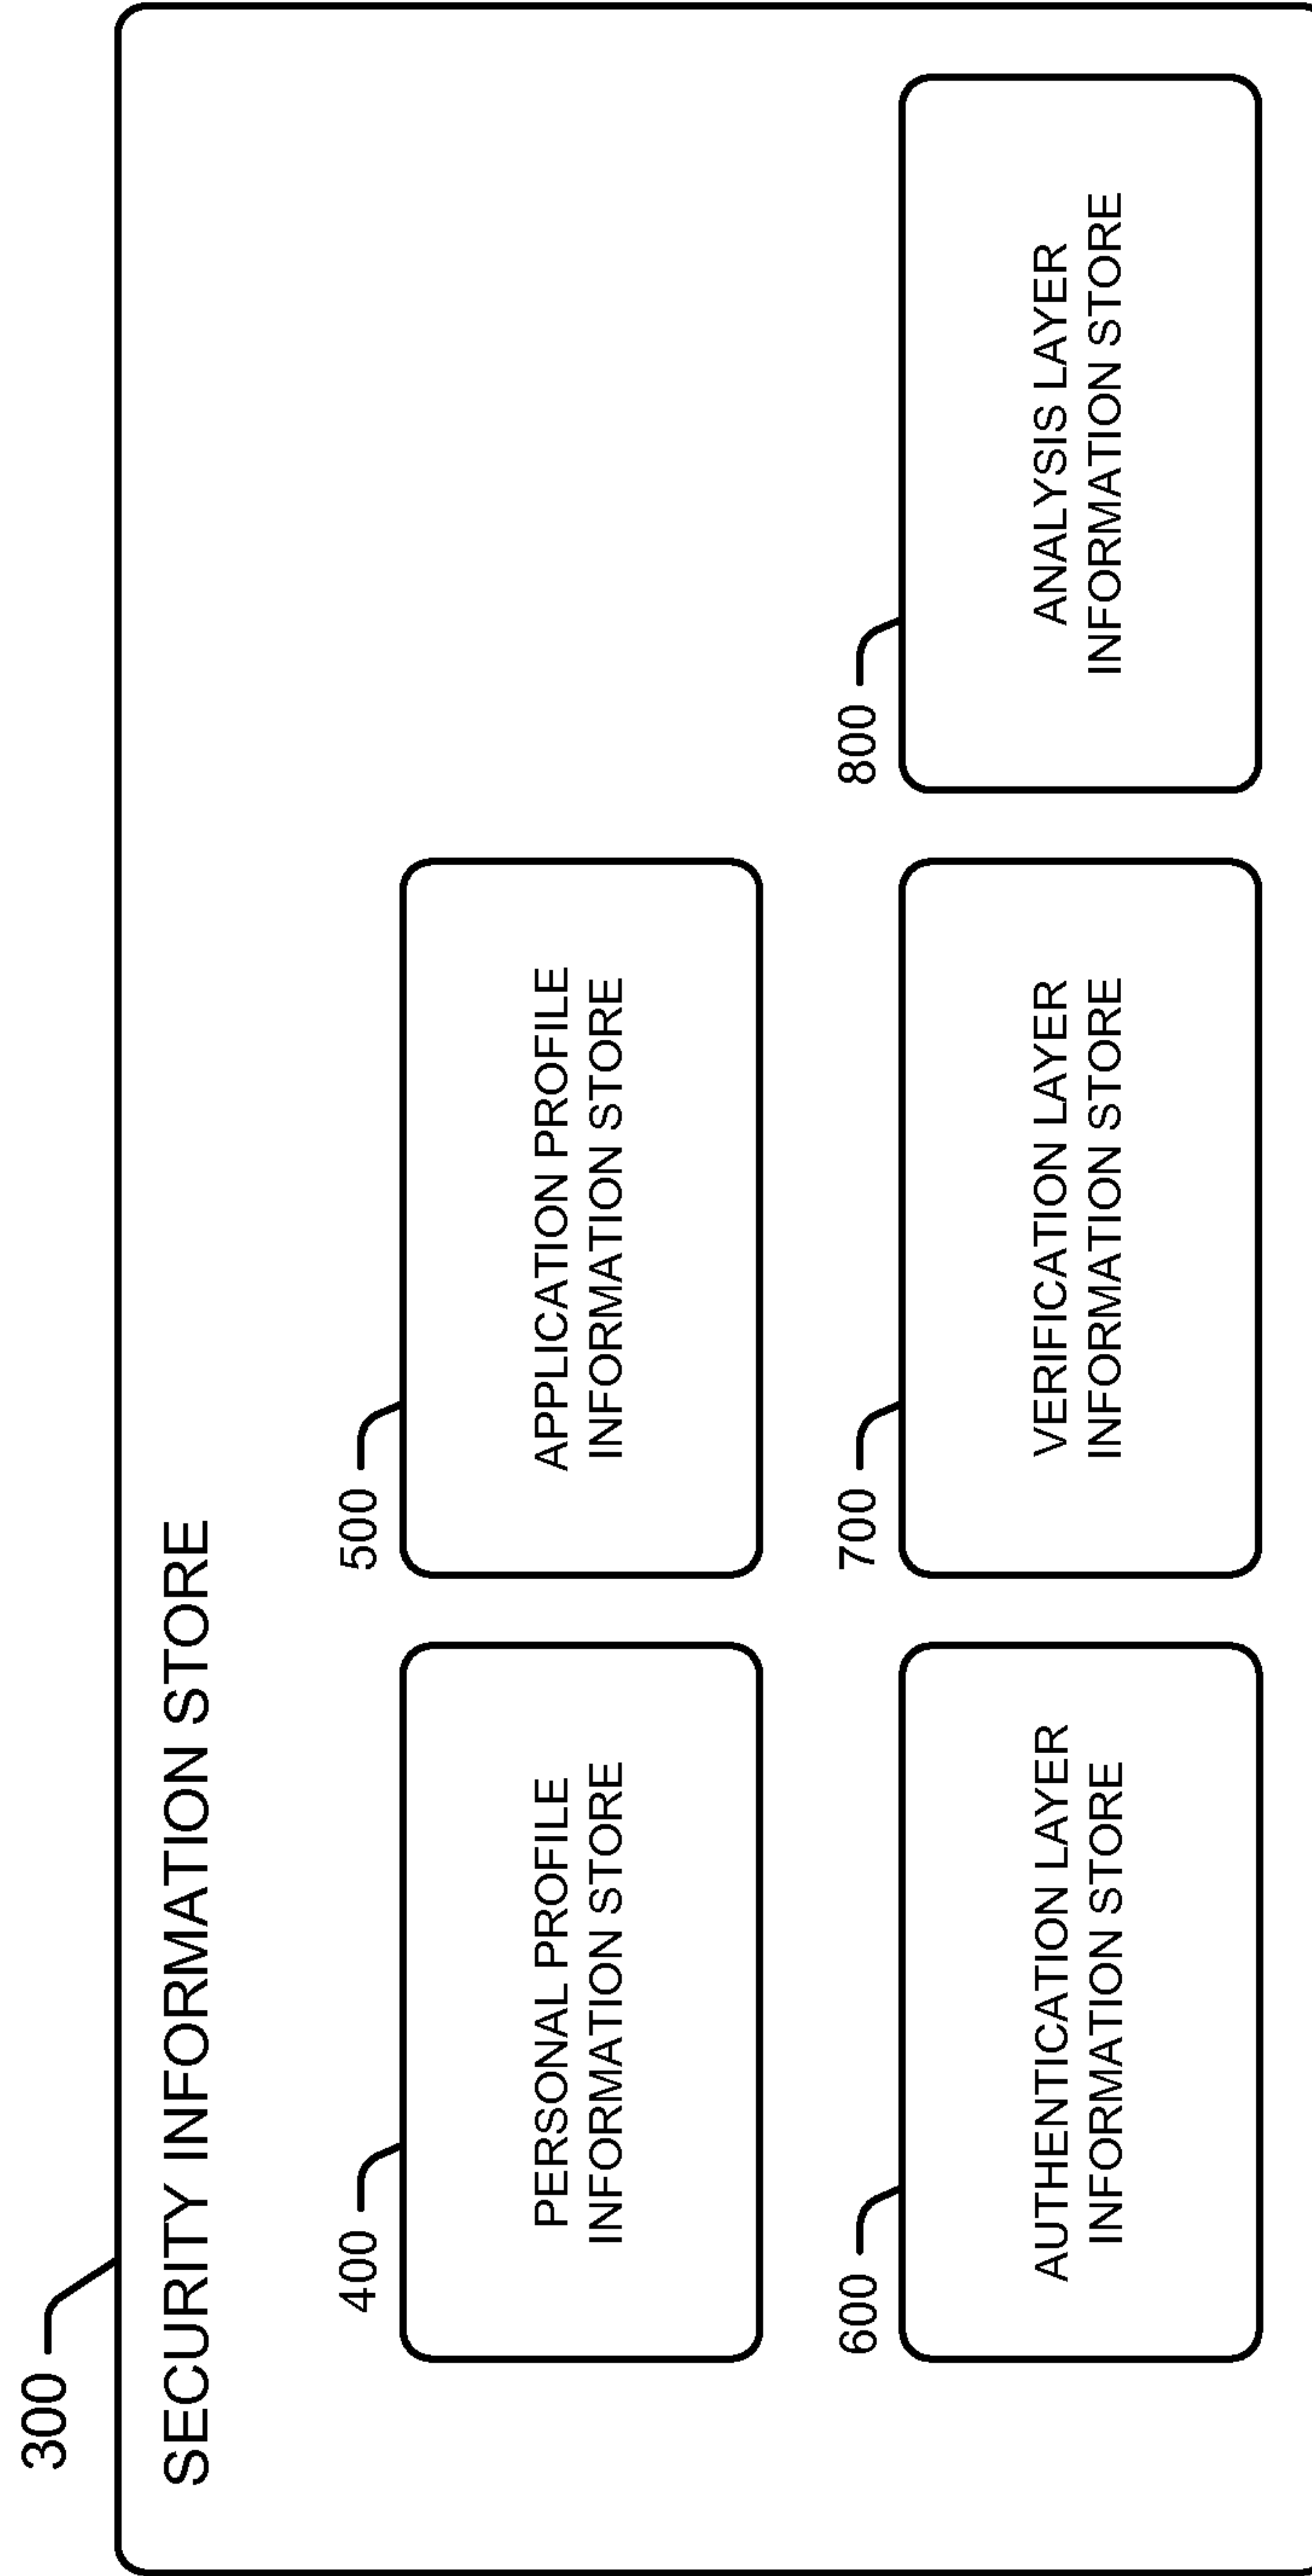 300
SECURITY INFORMATION STORE
400
PERSONAL PROFILE
INFORMATION STORE
500
APPLICATION PROFILE
INFORMATION STORE
600
AUTHENTICATION LAYER
INFORMATION STORE
700
VERIFICATION LAYER
INFORMATION STORE
800
ANALYSIS LAYER
INFORMATION STORE